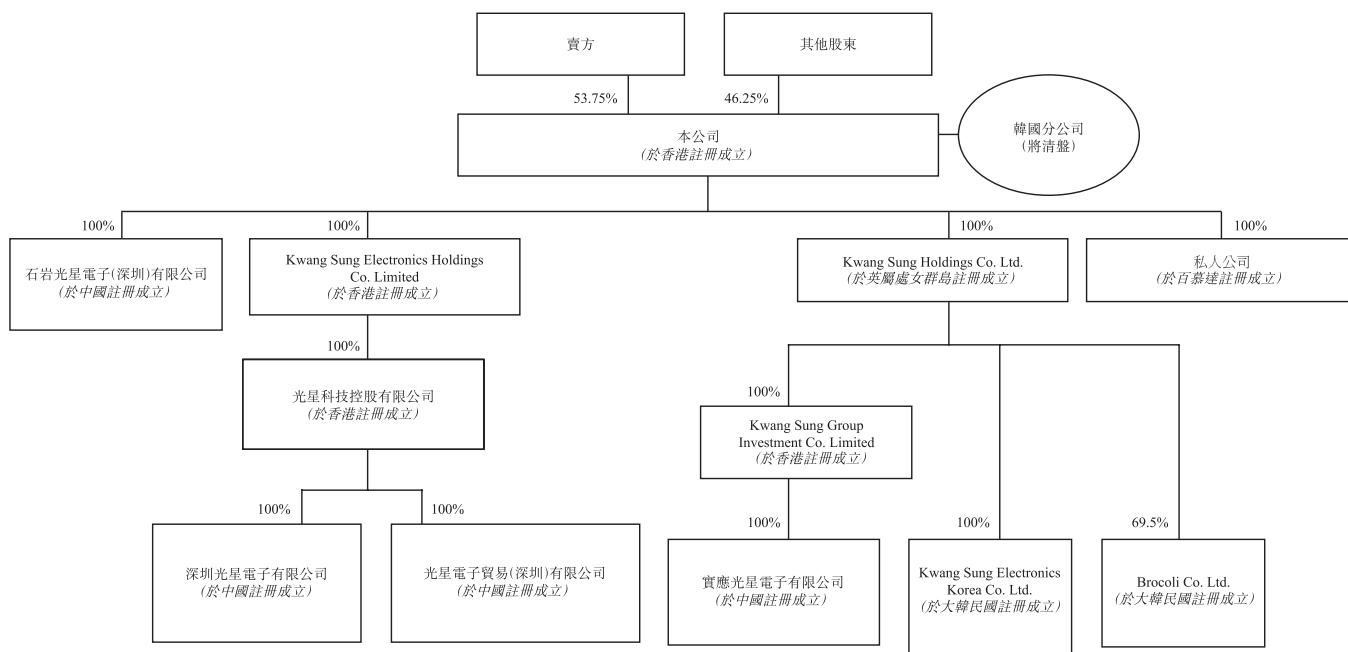 賣方
其他股東
53.75%
46.25%
本公司
(於香港註冊成立)
韓國分公司
(將清盤)
100%
100%
100%
100%
石岩光星電子(深圳)有限公司
(於中國註冊成立)
Kwang Sung Electronics Holdings
Co. Limited
(於香港註冊成立)
Kwang Sung Holdings Co. Ltd.
(於英屬處女群島註冊成立)
私人公司
(於百慕達註冊成立)
100%
光星科技控股有限公司
(於香港註冊成立)
100%
Kwang Sung Group
Investment Co. Limited
(於香港註冊成立)
100%
100%
100%
100%
69.5%
深圳光星電子有限公司
(於中國註冊成立)
光星電子貿易(深圳)有限公司
(於中國註冊成立)
寶應光星電子有限公司
(於中國註冊成立)
Kwang Sung Electronics
Korea Co. Ltd.
(於大韓民國註冊成立)
Brocoli Co. Ltd.
(於大韓民國註冊成立)